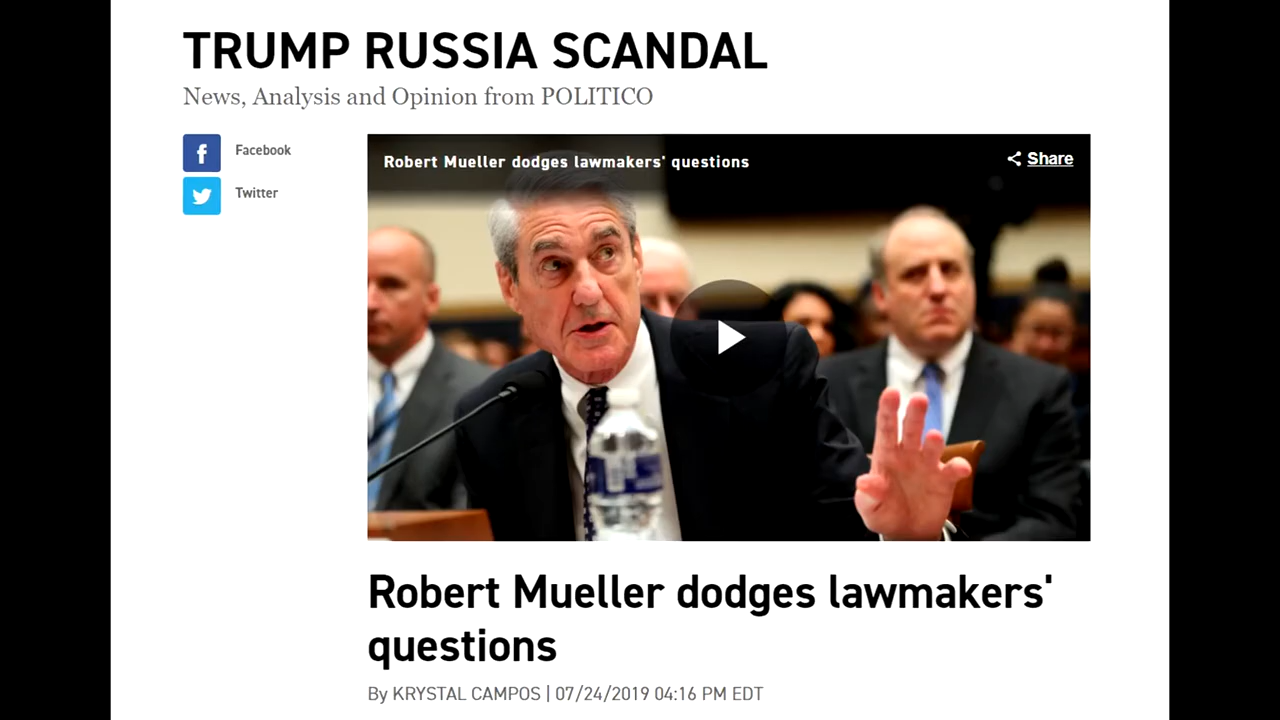 TRUMP RUSSIA SCANDAL
News, Analysis and Opinion from POLITICO
Facebook
Twitter
Robert Mueller dodges lawmakers' questions
Share
Robert Mueller dodges lawmakers'
questions
By KRYSTAL CAMPOS | 07/24/2019 04:16 PM EDT